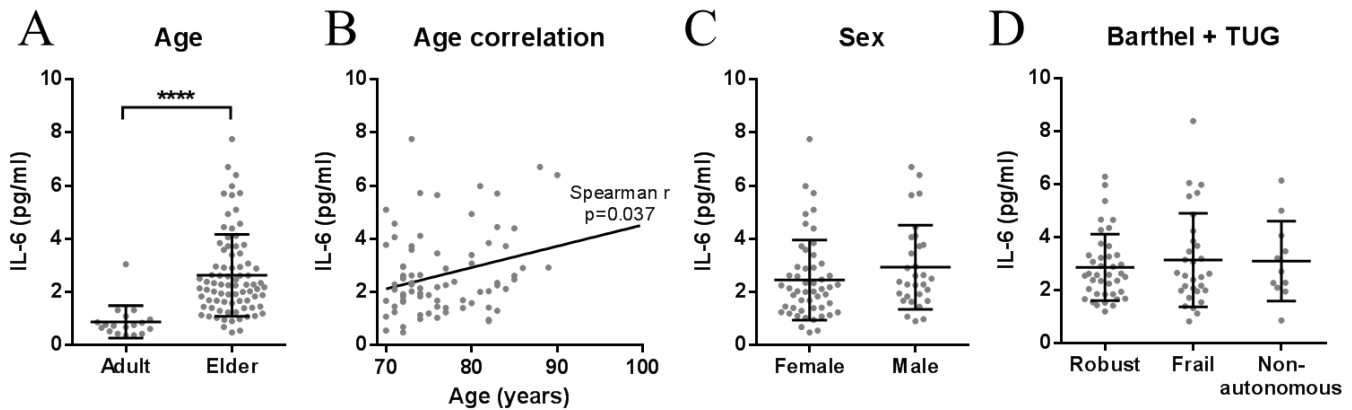 A
Age
IL-6 (pg/ml)
10
8
6
4
2
0
****
Adult
Elder
B
Age correlation
IL-6 (pg/ml)
10
8
6
4
2
0
Spearman r
p=0.037
70
80
90
100
Age (years)
C
Sex
IL-6 (pg/ml)
10
8
6
4
2
0
Female
Male
D
Barthel + TUG
IL-6 (pg/ml)
10
8
6
4
2
0
Robust
Frail
Non-
autonomous